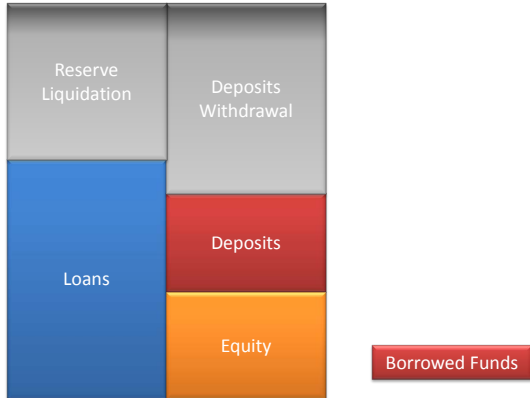 Reserve
Liquidation
Deposits
Withdrawal
Deposits
Loans
Equity
Borrowed Funds